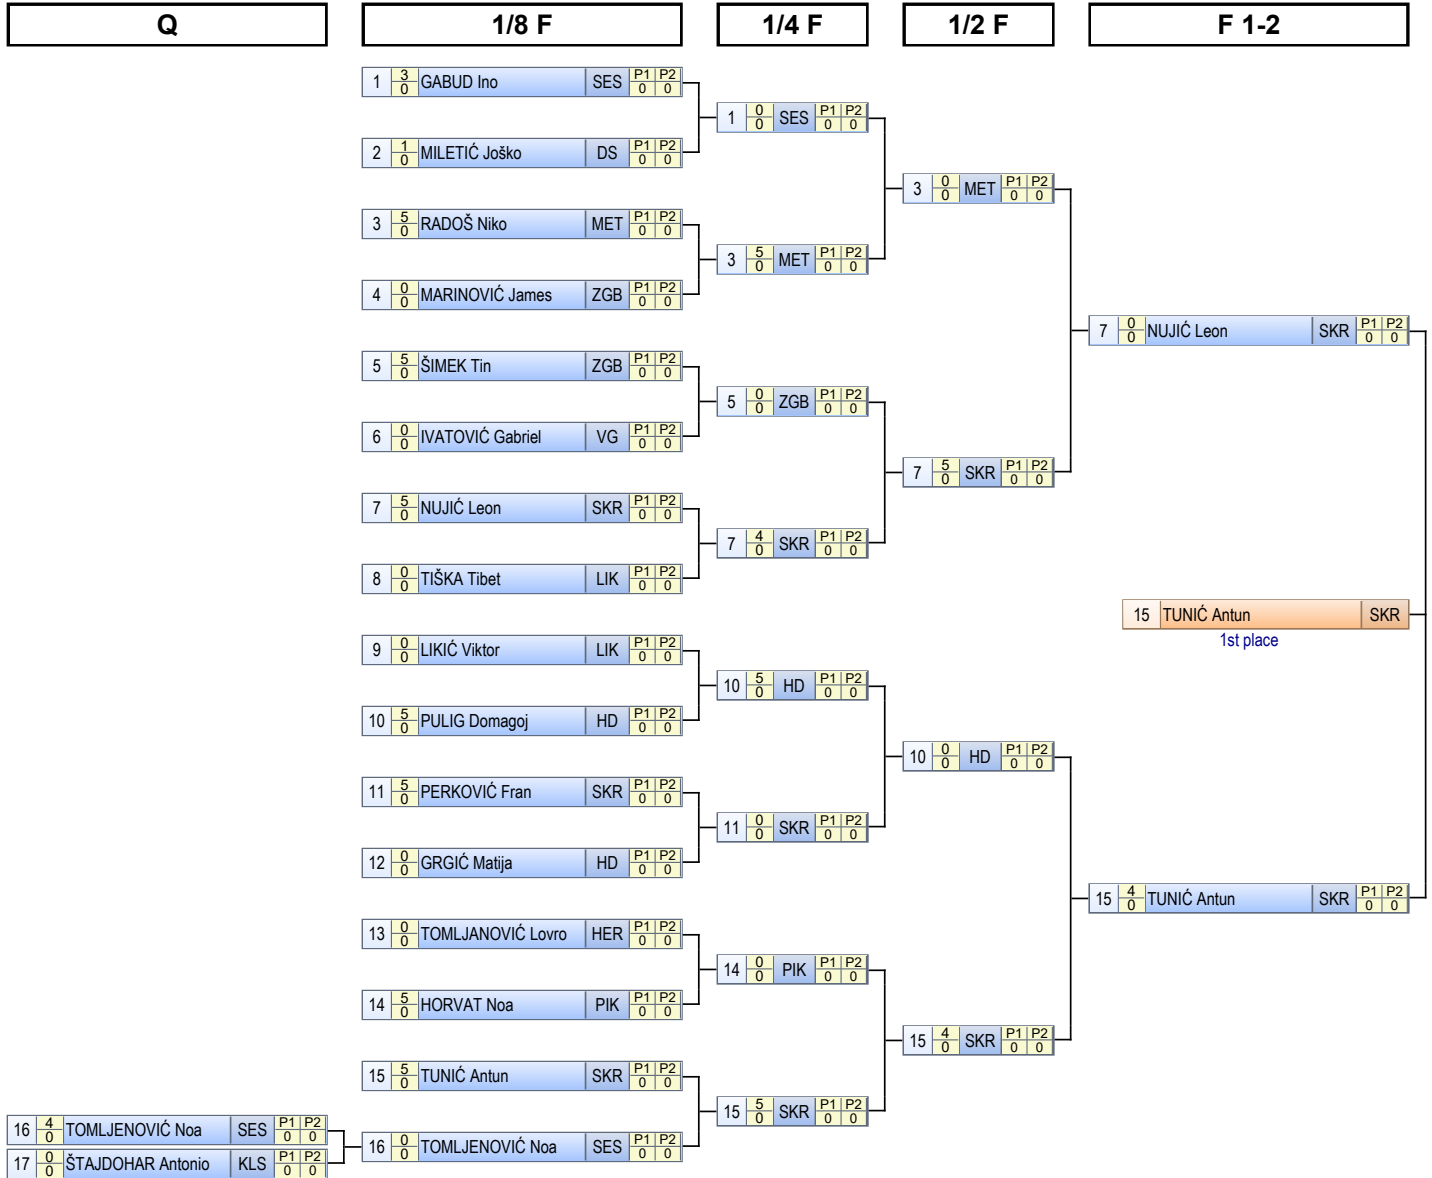 Q 1/8 F 1/4 F 1/2 F F 1-2
1 3 0 GABUD Ino SES P1 P2 0 0
1 0 0 SES P1 P2 0 0
2 1 0 MILETIĆ Joško DS P1 P2 0 0
3 0 0 MET P1 P2 0 0
3 5 0 RADOŠ Niko MET P1 P2 0 0
3 5 0 MET P1 P2 0 0
4 0 0 MARINOVIĆ James ZGB P1 P2 0 0
7 0 0 NUJIĆ Leon SKR P1 P2 0 0
5 5 0 ŠIMEK Tin ZGB P1 P2 0 0
5 0 0 ZGB P1 P2 0 0
6 0 0 IVATOVIĆ Gabriel VG P1 P2 0 0
7 5 0 SKR P1 P2 0 0
7 5 0 NUJIĆ Leon SKR P1 P2 0 0
7 4 0 SKR P1 P2 0 0
8 0 0 TIŠKA Tibet LIK P1 P2 0 0
15 TUNIĆ Antun SKR
1st place
9 0 0 LIKIĆ Viktor LIK P1 P2 0 0
10 5 0 HD P1 P2 0 0
10 5 0 PULIG Domagoj HD P1 P2 0 0
10 0 0 HD P1 P2 0 0
11 5 0 PERKOVIĆ Fran SKR P1 P2 0 0
11 0 0 SKR P1 P2 0 0
12 0 0 GRGIĆ Matija HD P1 P2 0 0
15 4 0 TUNIĆ Antun SKR P1 P2 0 0
13 0 0 TOMLJANOVIĆ Lovro HER P1 P2 0 0
14 0 0 PIK P1 P2 0 0
14 5 0 HORVAT Noa PIK P1 P2 0 0
15 4 0 SKR P1 P2 0 0
15 5 0 TUNIĆ Antun SKR P1 P2 0 0
15 5 0 SKR P1 P2 0 0
16 4 0 TOMLJENOVIĆ Noa SES P1 P2 0 0
16 0 0 TOMLJENOVIĆ Noa SES P1 P2 0 0
17 0 0 ŠTAJDOHAR Antonio KLS P1 P2 0 0